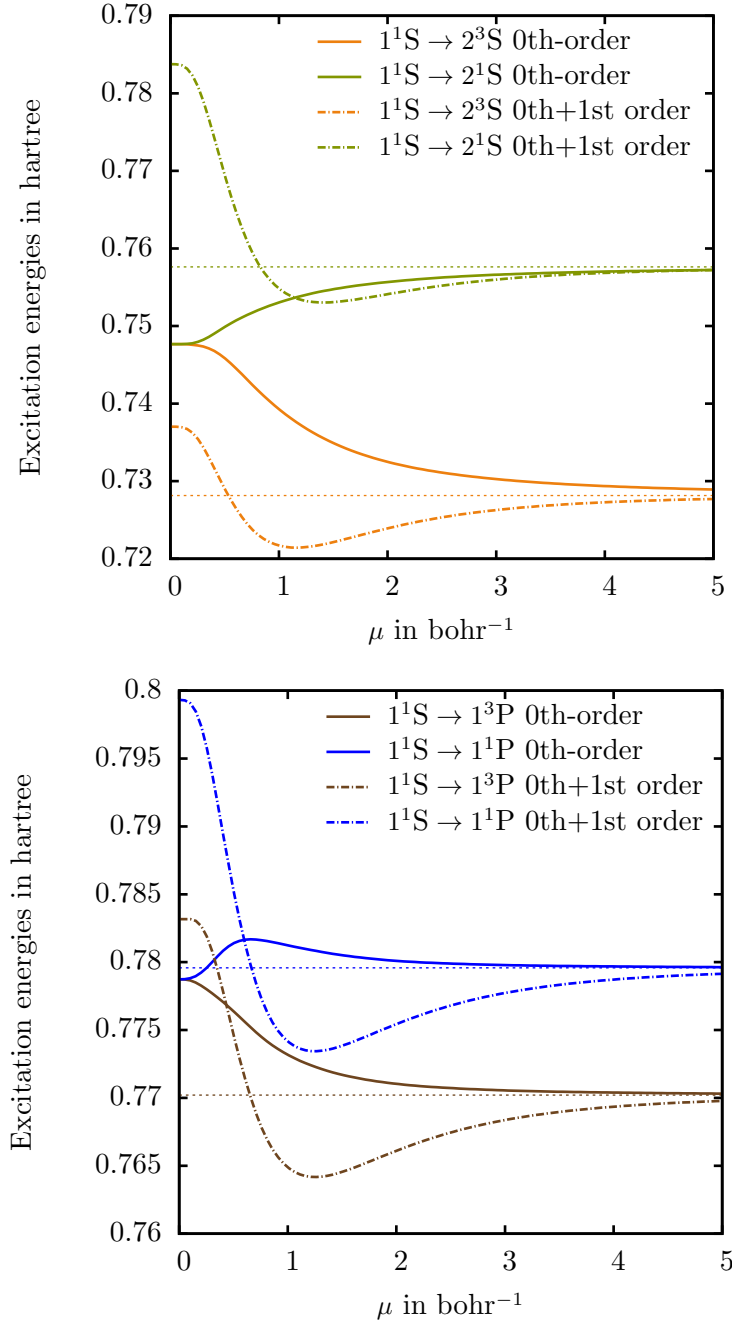 0.79
0.78
0.77
0.76
0.75
0.74
0.73
0.72
Excitation energies in hartree
1¹S → 2³S 0th-order
1¹S → 2¹S 0th-order
1¹S → 2³S 0th+1st order
1¹S → 2¹S 0th+1st order
0 1 2 3 4 5
μ in bohr⁻¹
0.8
0.795
0.79
0.785
0.78
0.775
0.77
0.765
0.76
Excitation energies in hartree
1¹S → 1³P 0th-order
1¹S → 1¹P 0th-order
1¹S → 1³P 0th+1st order
1¹S → 1¹P 0th+1st order
0 1 2 3 4 5
μ in bohr⁻¹